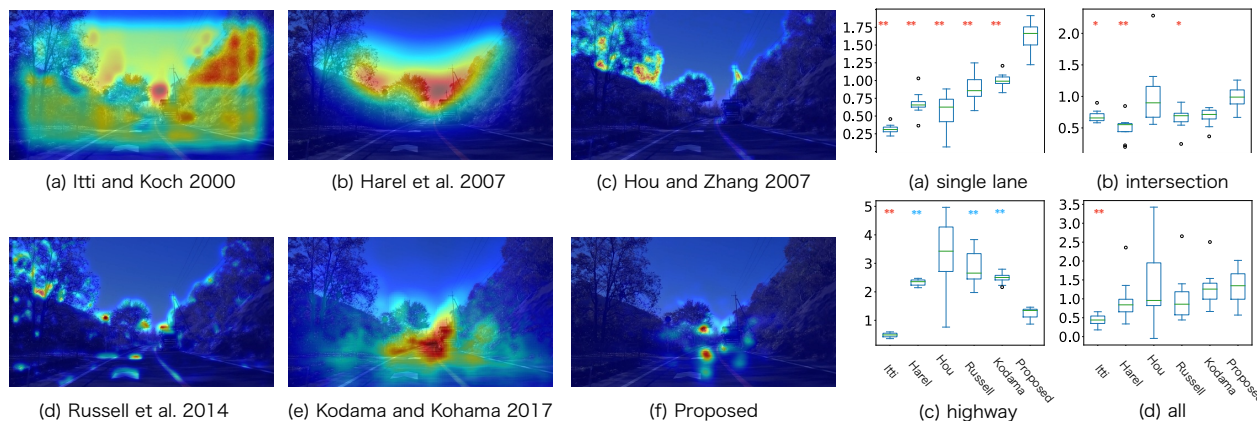 (a) Itti and Koch 2000
(b) Harel et al. 2007
(c) Hou and Zhang 2007
(d) Russell et al. 2014
(e) Kodama and Kohama 2017
(f) Proposed
** ** ** ** **
1.75
1.50
1.25
1.00
0.75
0.50
0.25
(a) single lane
* ** *
2.0
1.5
1.0
0.5
(b) intersection
** ** ** **
5
4
3
2
1
Itti
Harel
Hou
Russell
Kodama
Proposed
(c) highway
**
3.5
3.0
2.5
2.0
1.5
1.0
0.5
0.0
Itti
Harel
Hou
Russell
Kodama
Proposed
(d) all